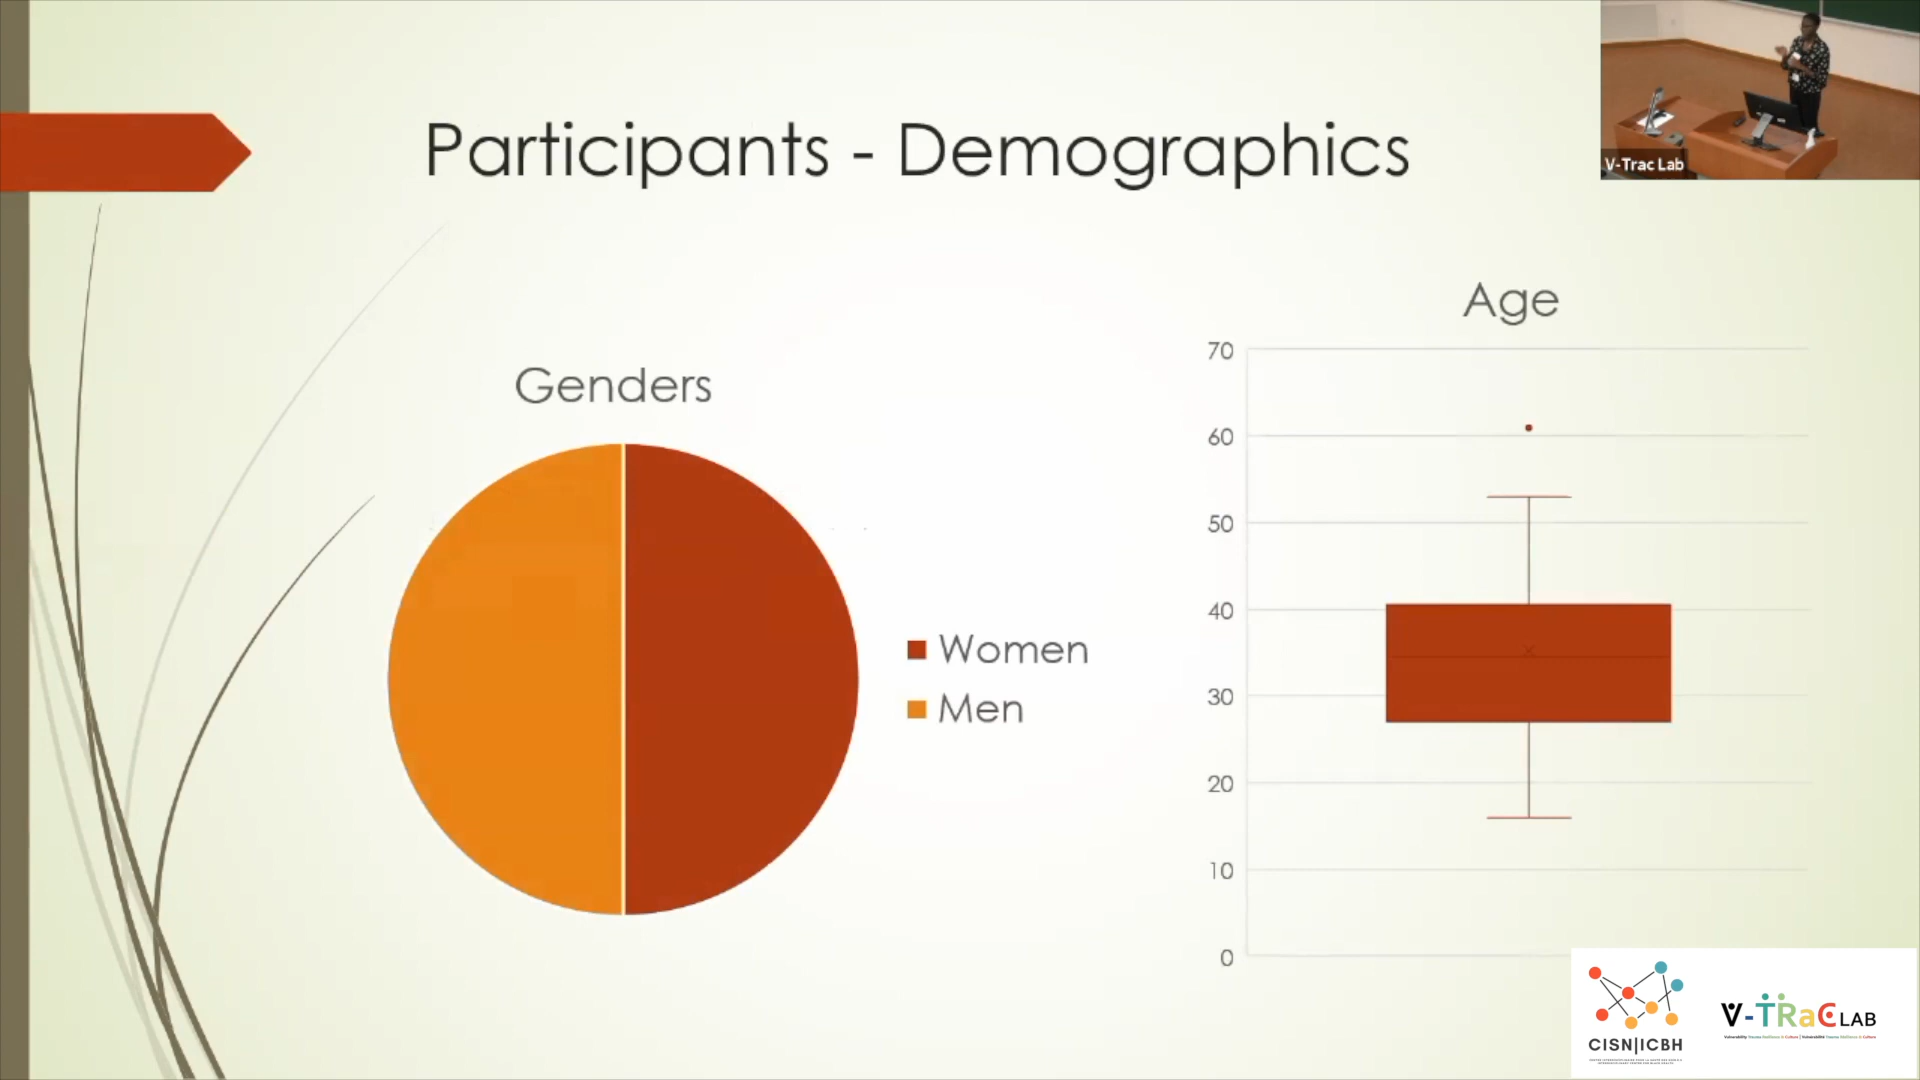 Participants - Demographics
V-Trac Lab
Genders
Women
Men
Age
70
60
50
40
30
20
10
0
CISN|ICBH
V-TRaC LAB